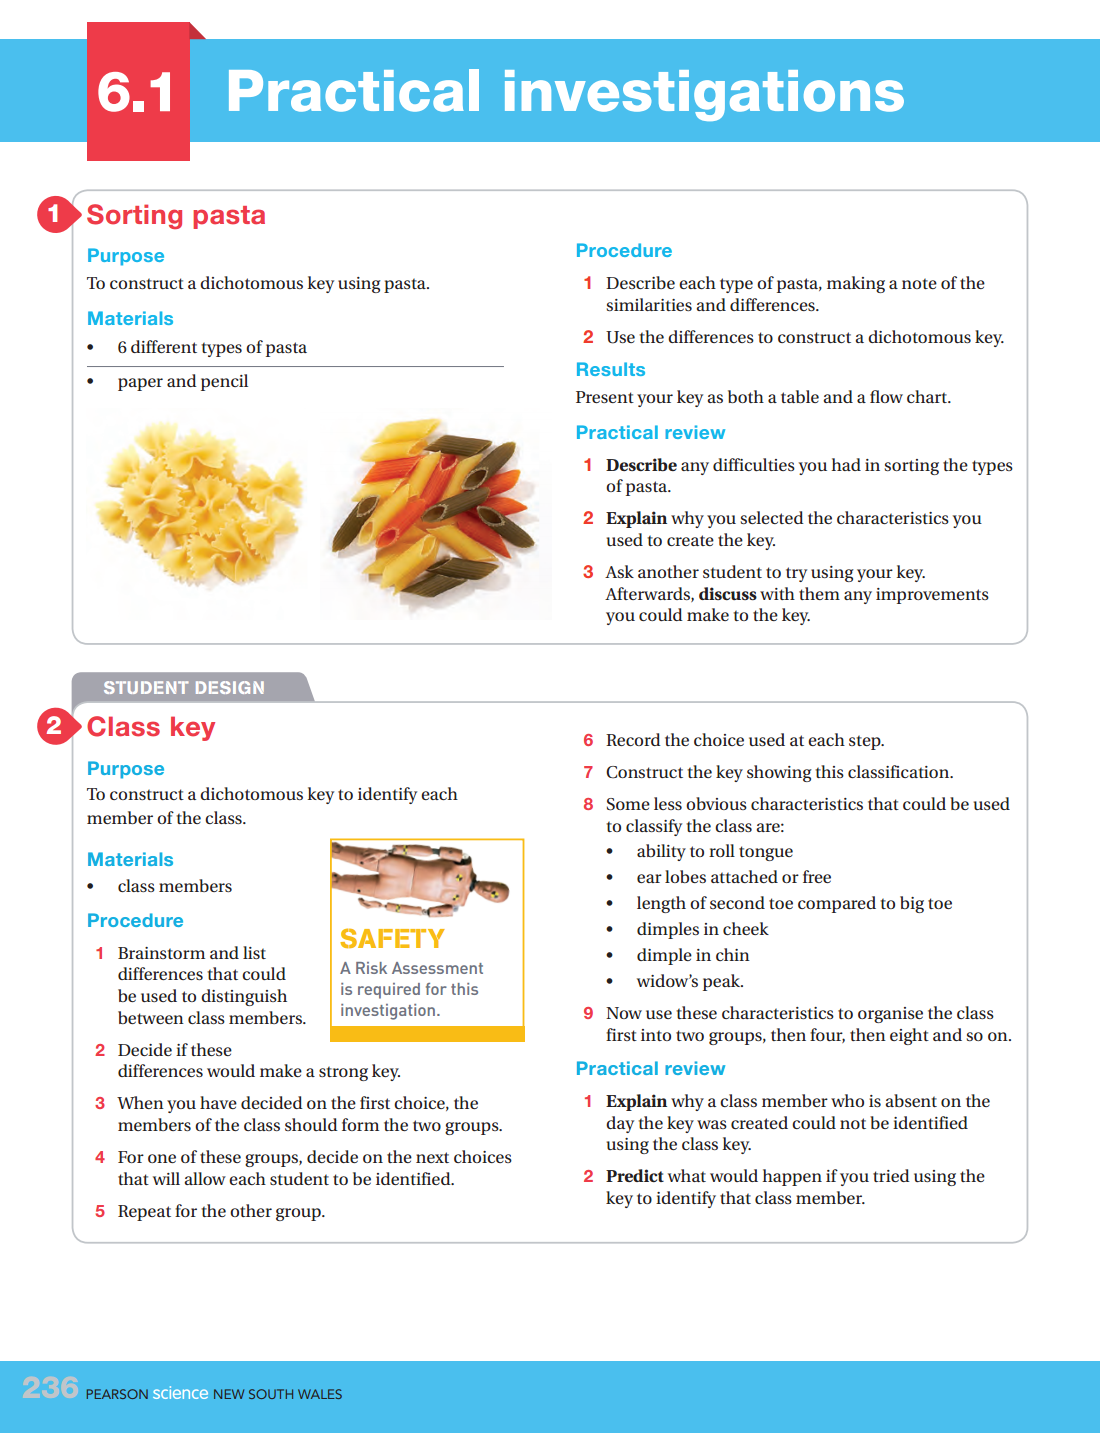 6.1
Practical investigations
1
Sorting pasta
Purpose
To construct a dichotomous key using pasta.
Materials
• 6 different types of pasta
• paper and pencil
Procedure
1 Describe each type of pasta, making a note of the
similarities and differences.
2 Use the differences to construct a dichotomous key.
Results
Present your key as both a table and a flow chart.
Practical review
1 Describe any difficulties you had in sorting the types
of pasta.
2 Explain why you selected the characteristics you
used to create the key.
3 Ask another student to try using your key.
Afterwards, discuss with them any improvements
you could make to the key.
STUDENT DESIGN
2
Class key
Purpose
To construct a dichotomous key to identify each
member of the class.
Materials
• class members
Procedure
1 Brainstorm and list
differences that could
be used to distinguish
between class members.
2 Decide if these
differences would make a strong key.
3 When you have decided on the first choice, the
members of the class should form the two groups.
4 For one of these groups, decide on the next choices
that will allow each student to be identified.
5 Repeat for the other group.
SAFETY
A Risk Assessment
is required for this
investigation.
6 Record the choice used at each step.
7 Construct the key showing this classification.
8 Some less obvious characteristics that could be used
to classify the class are:
• ability to roll tongue
• ear lobes attached or free
• length of second toe compared to big toe
• dimples in cheek
• dimple in chin
• widow's peak.
9 Now use these characteristics to organise the class
first into two groups, then four, then eight and so on.
Practical review
1 Explain why a class member who is absent on the
day the key was created could not be identified
using the class key.
2 Predict what would happen if you tried using the
key to identify that class member.
236 PEARSON science NEW SOUTH WALES